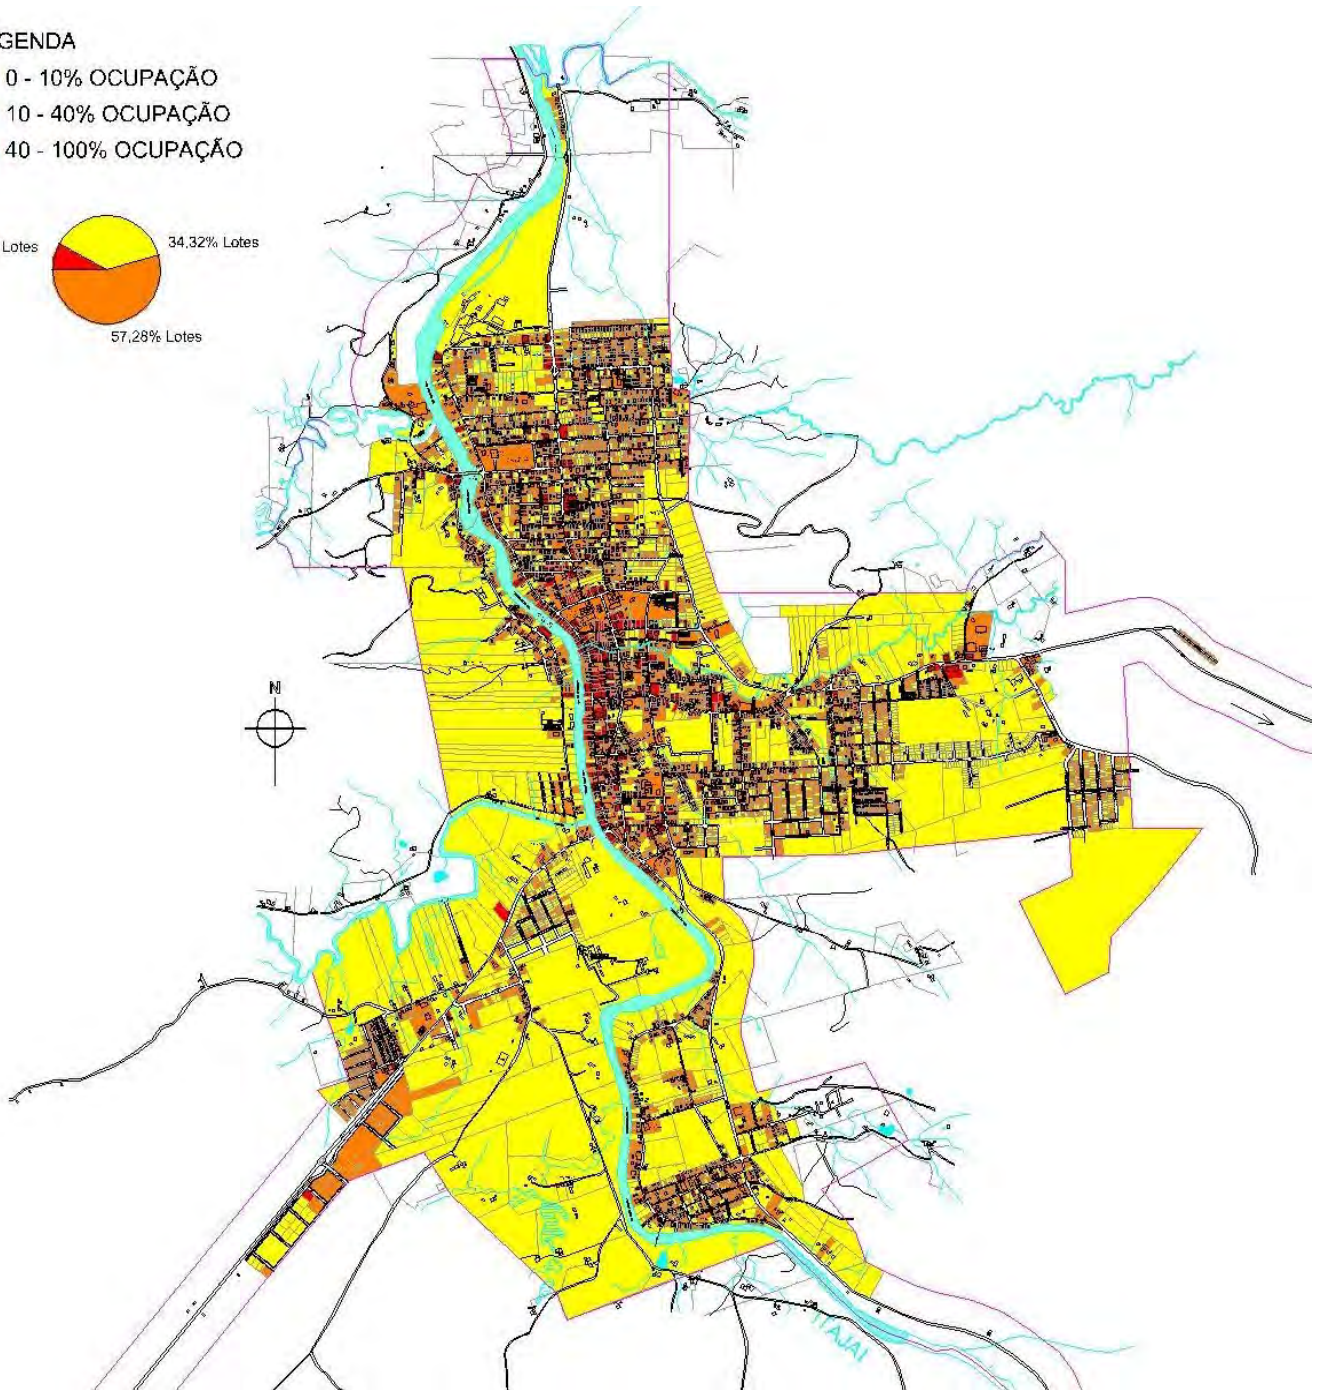 GENDA
0 - 10% OCUPAÇÃO
10 - 40% OCUPAÇÃO
40 - 100% OCUPAÇÃO
Lotes
34,32% Lotes
57,28% Lotes
N
ITAJAI